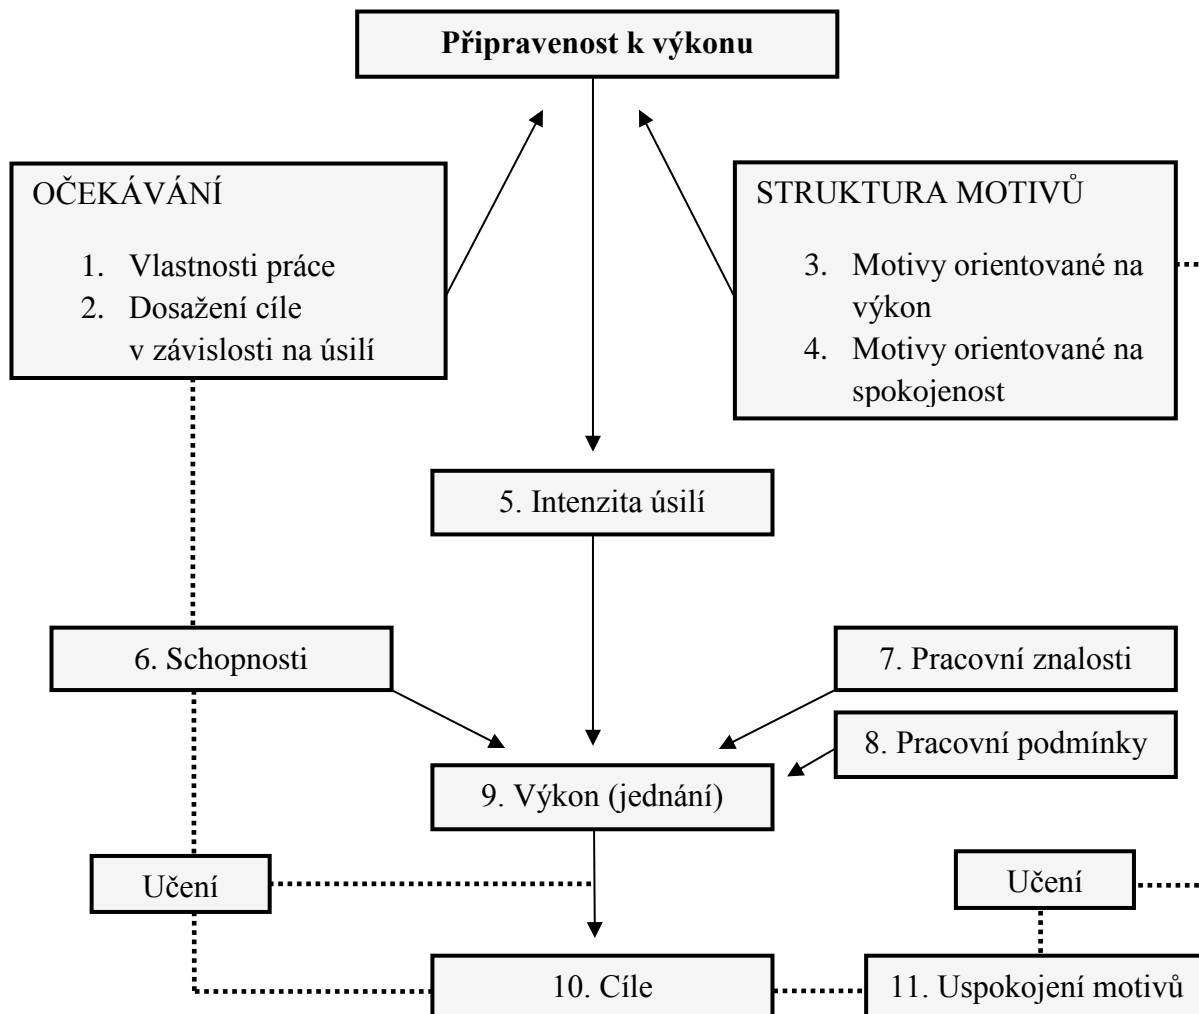 Připravenost k výkonu
OČEKÁVÁNÍ
1. Vlastnosti práce
2. Dosažení cíle
v závislosti na úsilí
STRUKTURA MOTIVŮ
3. Motivy orientované na
výkon
4. Motivy orientované na
spokojenost
5. Intenzita úsilí
6. Schopnosti
7. Pracovní znalosti
8. Pracovní podmínky
9. Výkon (jednání)
Učení
Učení
10. Cíle
11. Uspokojení motivů